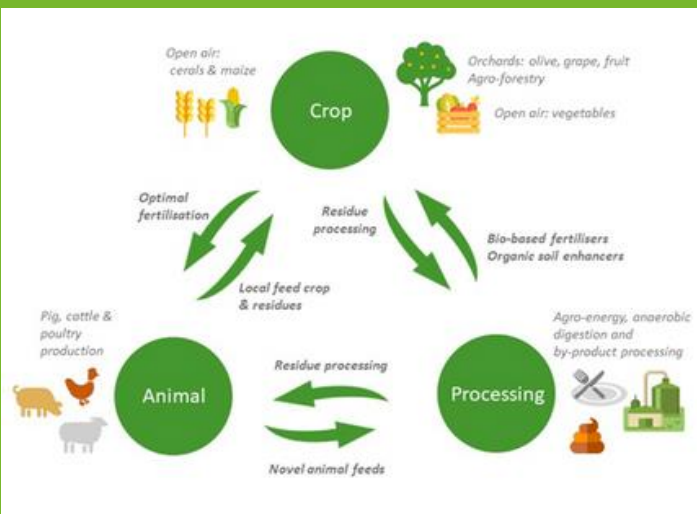 Open air:
cerals & maize
Crop
Orchards: olive, grape, fruit
Agro-forestry
Open air: vegetables
Optimal
fertilisation
Residue
processing
Bio-based fertilisers
Organic soil enhancers
Local feed crop
& residues
Pig, cattle &
poultry
production
Animal
Residue processing
Novel animal feeds
Processing
Agro-energy, anaerobic
digestion and
by-product processing